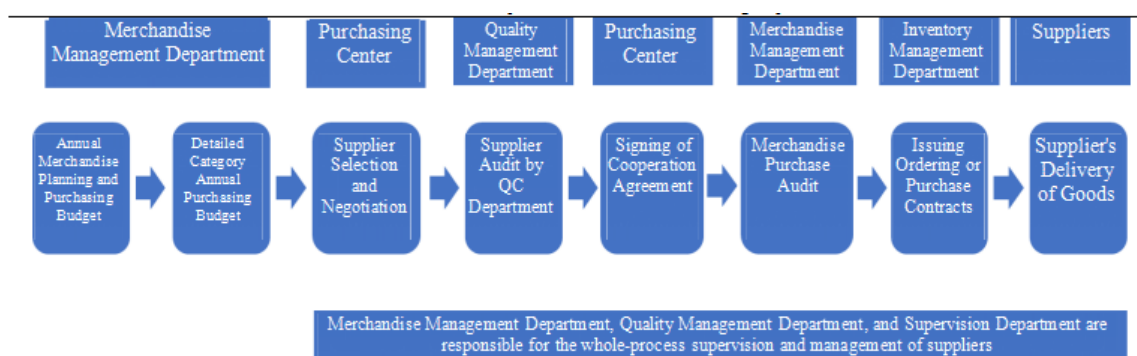 Merchandise
Management Department
Purchasing
Center
Quality
Management
Department
Purchasing
Center
Merchandise
Management
Department
Inventory
Management
Department
Suppliers
Annual
Merchandise
Planning and
Purchasing
Budget
Detailed
Category
Annual
Purchasing
Budget
Supplier
Selection
and
Negotiation
Supplier
Audit by
QC
Department
Signing of
Cooperation
Agreement
Merchandise
Purchase
Audit
Issuing
Ordering or
Purchase
Contracts
Supplier's
Delivery
of Goods
Merchandise Management Department, Quality Management Department, and Supervision Department are
responsible for the whole-process supervision and management of suppliers